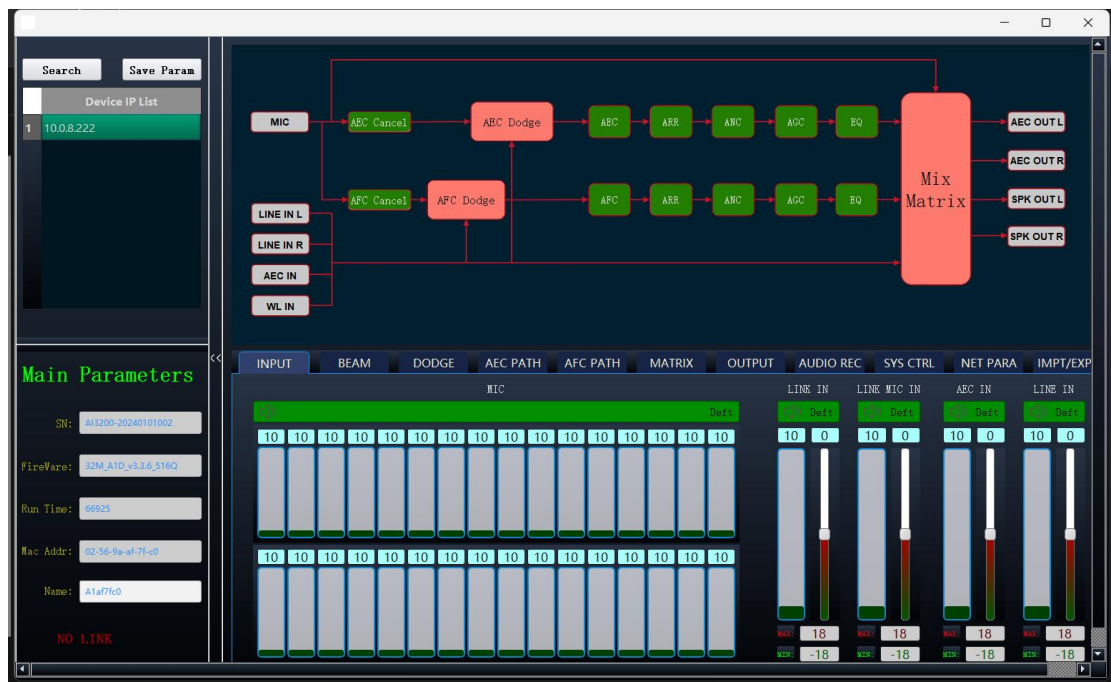 Search
Save Param
Device IP List
1 10.0.8.222
Main Parameters
SN: AI3200-20240101002
FireWare: 32M_A1D_v3.3.6_516Q
Run Time: 66925
Mac Addr: 02-56-9a-af-7f-c0
Name: A1af7fc0
NO LINK
<<
MIC
AEC Cancel
AEC Dodge
AEC
ARR
ANC
AGC
EQ
AFC Cancel
AFC Dodge
AFC
ARR
ANC
AGC
EQ
LINE IN L
LINE IN R
AEC IN
WL IN
Mix
Matrix
AEC OUT L
AEC OUT R
SPK OUT L
SPK OUT R
INPUT BEAM DODGE AEC PATH AFC PATH MATRIX OUTPUT AUDIO REC SYS CTRL NET PARA IMPT/EXP
MIC LINK IN LINK MIC IN AEC IN LINE IN
Deft Deft Deft Deft Deft
10 10 10 10 10 10 10 10 10 10 10 10 10 10 10 10 10 0 10 0 10 0 10 0
10 10 10 10 10 10 10 10 10 10 10 10 10 10 10 10
MAX: 18 MAX: 18 MAX: 18 MAX: 18
MIN: -18 MIN: -18 MIN: -18 MIN: -18